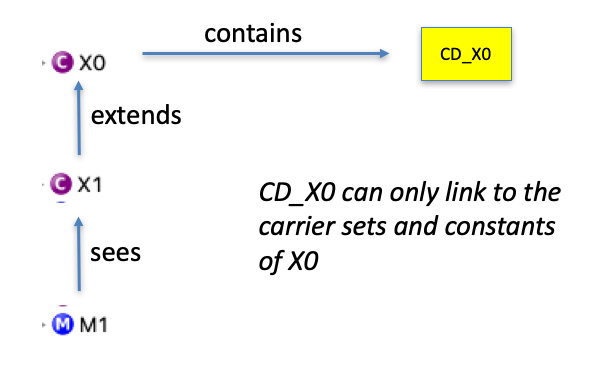 contains
C X0
CD_X0
extends
C X1
CD_X0 can only link to the
carrier sets and constants
of X0
sees
M M1